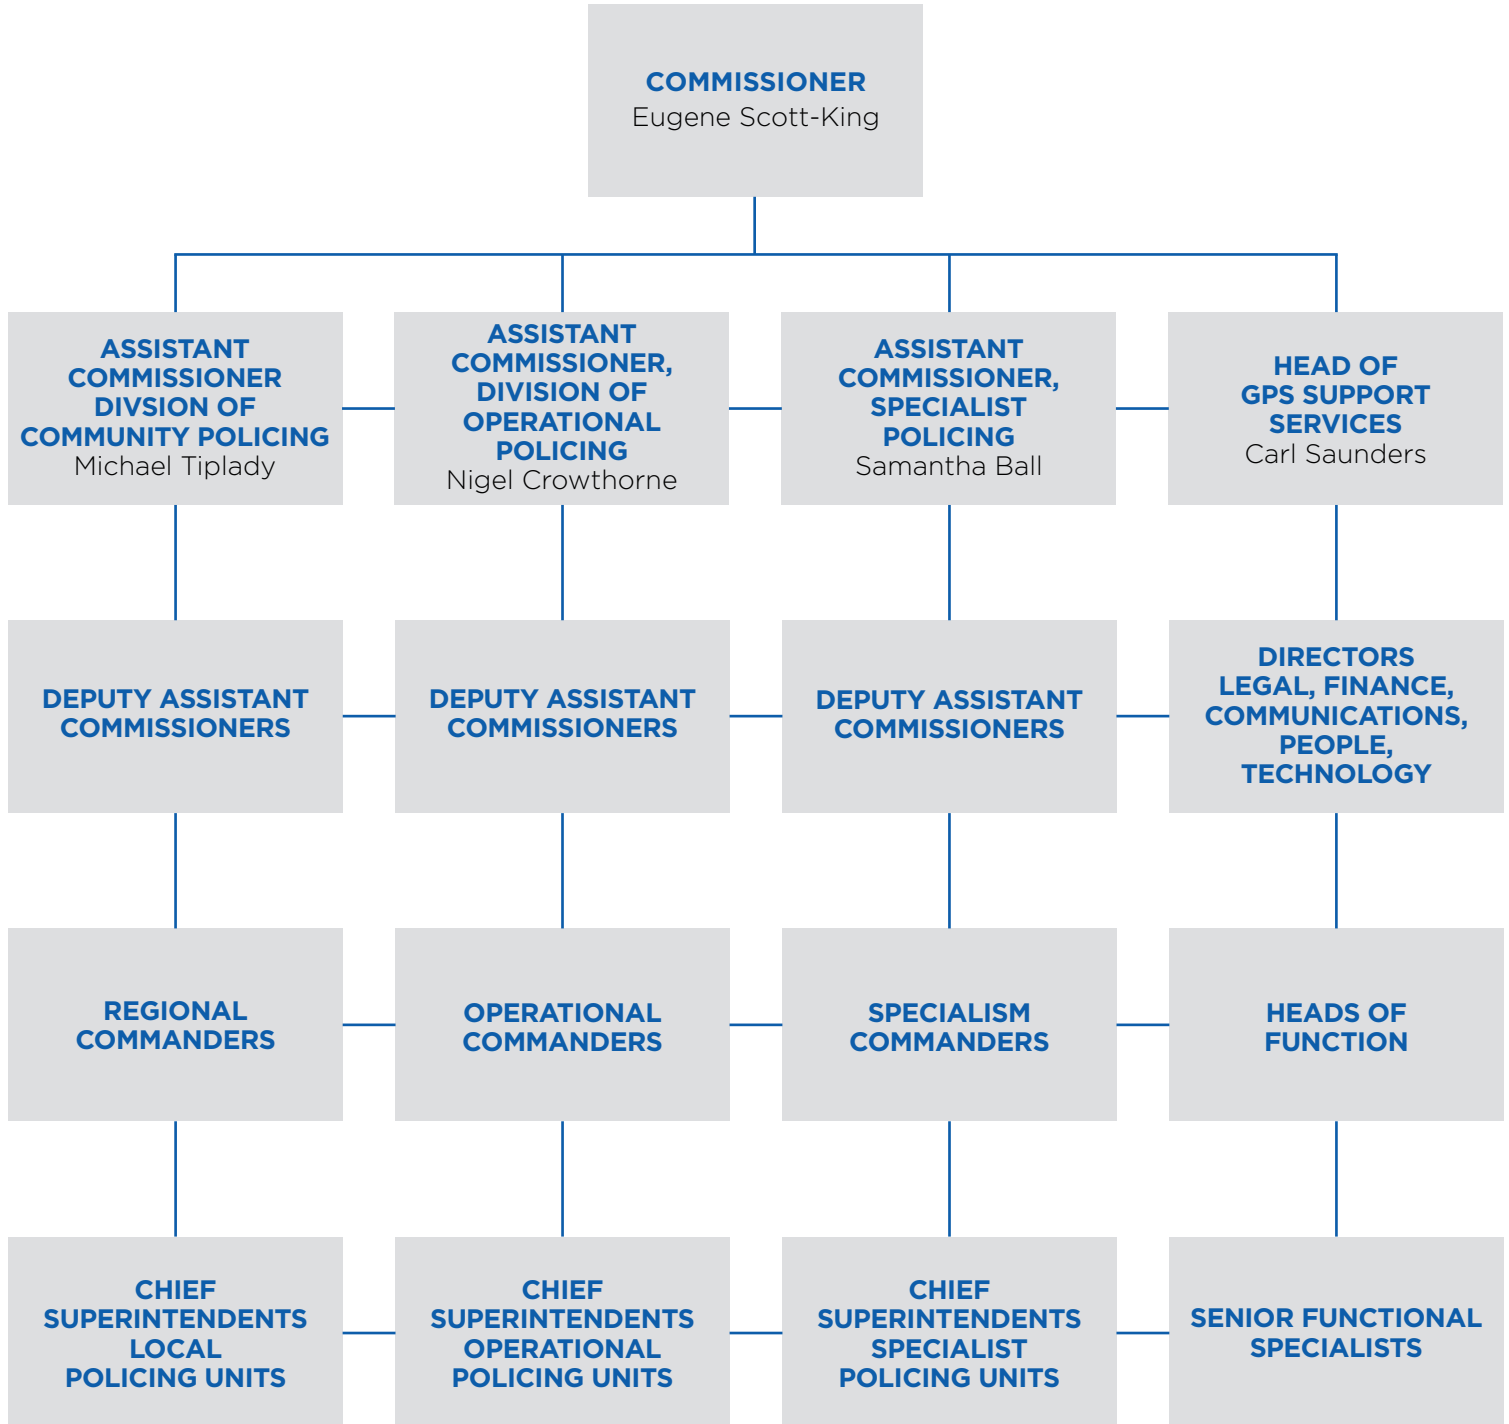 COMMISSIONER
Eugene Scott-King
ASSISTANT
COMMISSIONER
DIVSION OF
COMMUNITY POLICING
Michael Tiplady
ASSISTANT
COMMISSIONER,
DIVISION OF
OPERATIONAL
POLICING
Nigel Crowthorne
ASSISTANT
COMMISSIONER,
SPECIALIST
POLICING
Samantha Ball
HEAD OF
GPS SUPPORT
SERVICES
Carl Saunders
DEPUTY ASSISTANT
COMMISSIONERS
DEPUTY ASSISTANT
COMMISSIONERS
DEPUTY ASSISTANT
COMMISSIONERS
DIRECTORS
LEGAL, FINANCE,
COMMUNICATIONS,
PEOPLE,
TECHNOLOGY
REGIONAL
COMMANDERS
OPERATIONAL
COMMANDERS
SPECIALISM
COMMANDERS
HEADS OF
FUNCTION
CHIEF
SUPERINTENDENTS
LOCAL
POLICING UNITS
CHIEF
SUPERINTENDENTS
OPERATIONAL
POLICING UNITS
CHIEF
SUPERINTENDENTS
SPECIALIST
POLICING UNITS
SENIOR FUNCTIONAL
SPECIALISTS